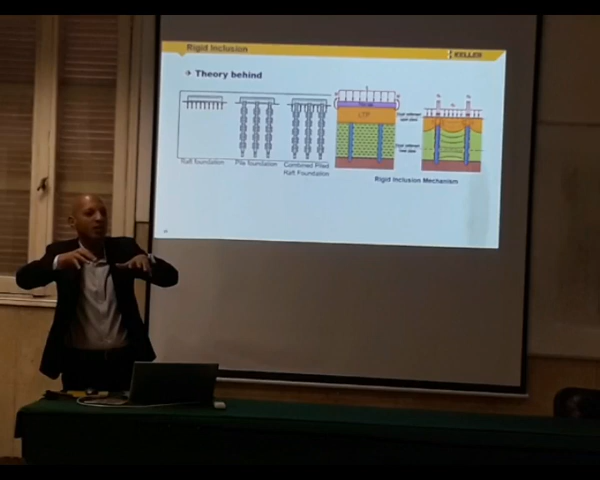 Rigid Inclusion
KELLER
Theory behind
Raft foundation
Pile foundation
Combined Piled
Raft Foundation
LTP
Rigid Inclusion Mechanism